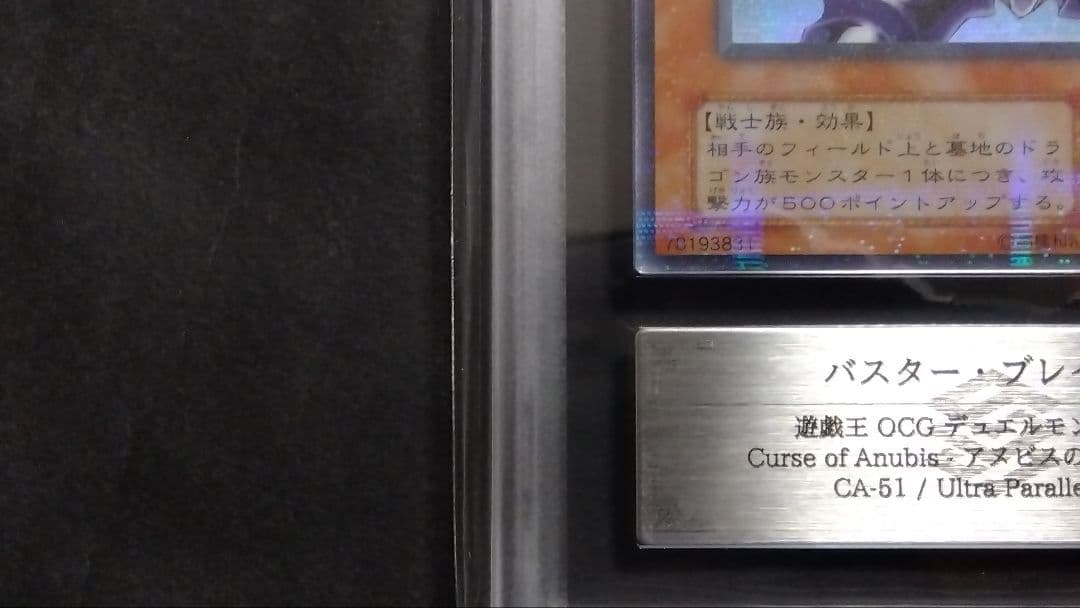 【戦士族・効果】
相手のフィールド上と墓地のドラ
ゴン族モンスター1体につき、攻
撃力が500ポイントアップする。
バスター・ブレイ
遊戯王 OCG デュエルモン
Curse of Anubis - アヌビスの
CA-51 / Ultra Paralle